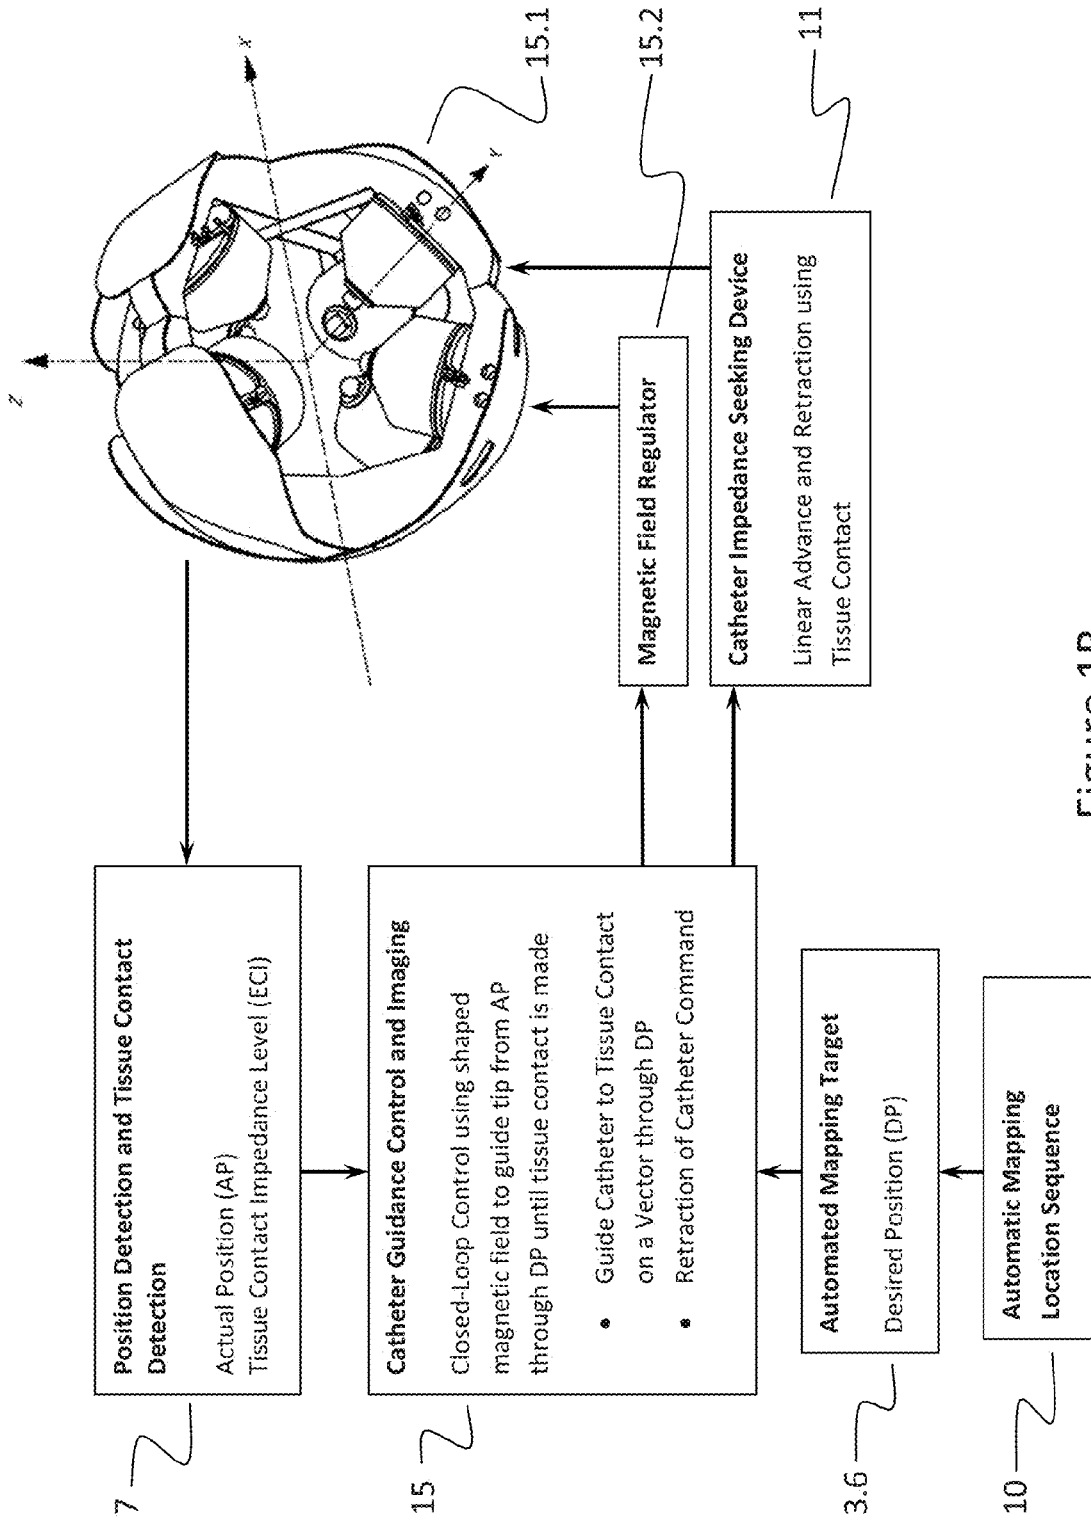 7
Position Detection and Tissue Contact
Detection
Actual Position (AP)
Tissue Contact Impedance Level (ECI)
15
Catheter Guidance Control and Imaging
Closed-Loop Control using shaped
magnetic field to guide tip from AP
through DP until tissue contact is made
• Guide Catheter to Tissue Contact
on a Vector through DP
• Retraction of Catheter Command
3.6
Automated Mapping Target
Desired Position (DP)
10
Automatic Mapping
Location Sequence
Z
X
Y
15.1
15.2
Magnetic Field Regulator
11
Catheter Impedance Seeking Device
Linear Advance and Retraction using
Tissue Contact